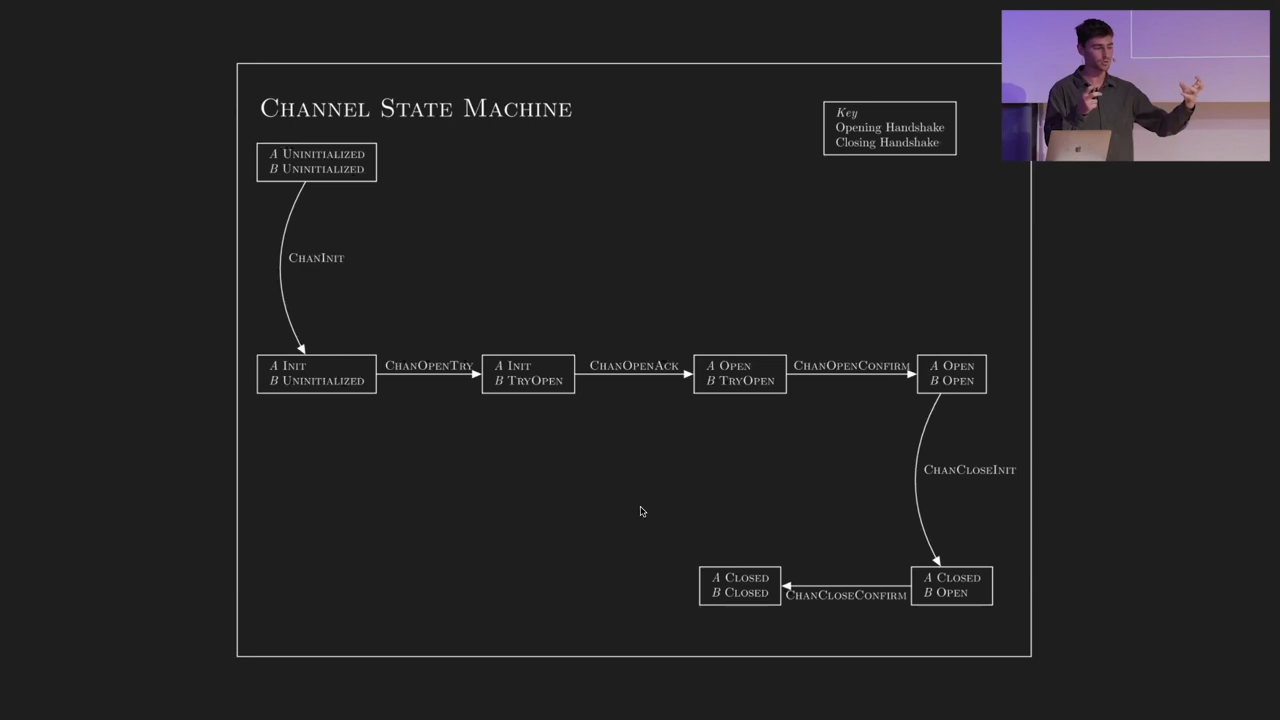 Channel State Machine
Key
Opening Handshake
Closing Handshake
A Uninitialized
B Uninitialized
ChanInit
A Init
B Uninitialized
ChanOpenTry
A Init
B TryOpen
ChanOpenAck
A Open
B TryOpen
ChanOpenConfirm
A Open
B Open
ChanCloseInit
A Closed
B Closed
ChanCloseConfirm
A Closed
B Open